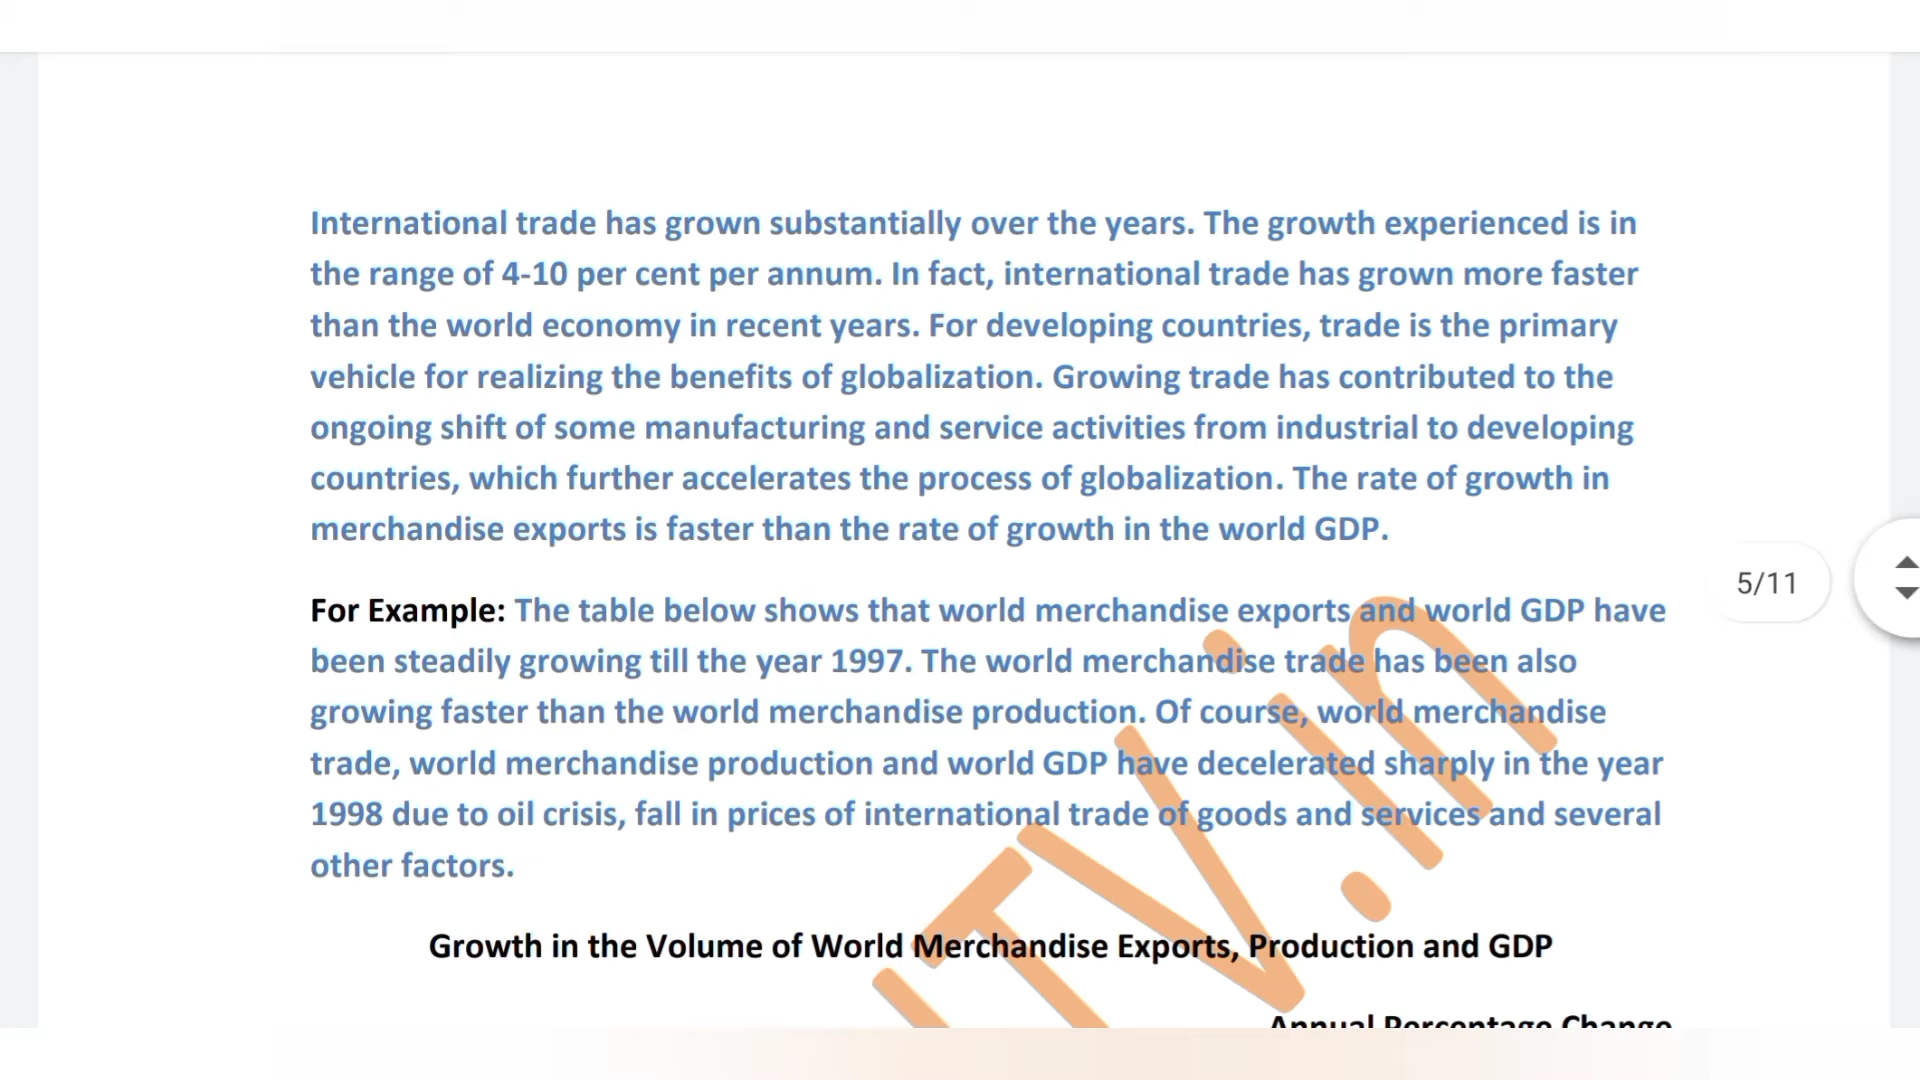 International trade has grown substantially over the years. The growth experienced is in
the range of 4-10 per cent per annum. In fact, international trade has grown more faster
than the world economy in recent years. For developing countries, trade is the primary
vehicle for realizing the benefits of globalization. Growing trade has contributed to the
ongoing shift of some manufacturing and service activities from industrial to developing
countries, which further accelerates the process of globalization. The rate of growth in
merchandise exports is faster than the rate of growth in the world GDP.
For Example: The table below shows that world merchandise exports and world GDP have
been steadily growing till the year 1997. The world merchandise trade has been also
growing faster than the world merchandise production. Of course, world merchandise
trade, world merchandise production and world GDP have decelerated sharply in the year
1998 due to oil crisis, fall in prices of international trade of goods and services and several
other factors.
Growth in the Volume of World Merchandise Exports, Production and GDP
Annual Percentage Change
5/11
TV.in